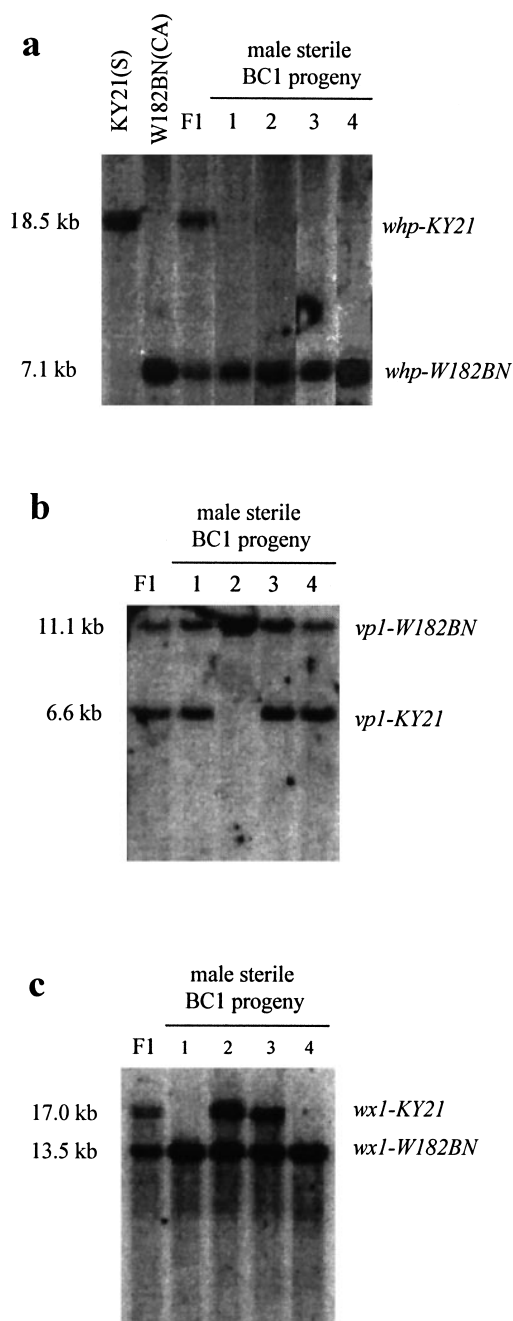 a
KY21(S)
W182BN(CA)
F1
male sterile
BC1 progeny
1 2 3 4
18.5 kb
whp-KY21
7.1 kb
whp-W182BN
b
male sterile
BC1 progeny
F1 1 2 3 4
11.1 kb
vp1-W182BN
6.6 kb
vp1-KY21
c
male sterile
BC1 progeny
F1 1 2 3 4
17.0 kb
wx1-KY21
13.5 kb
wx1-W182BN